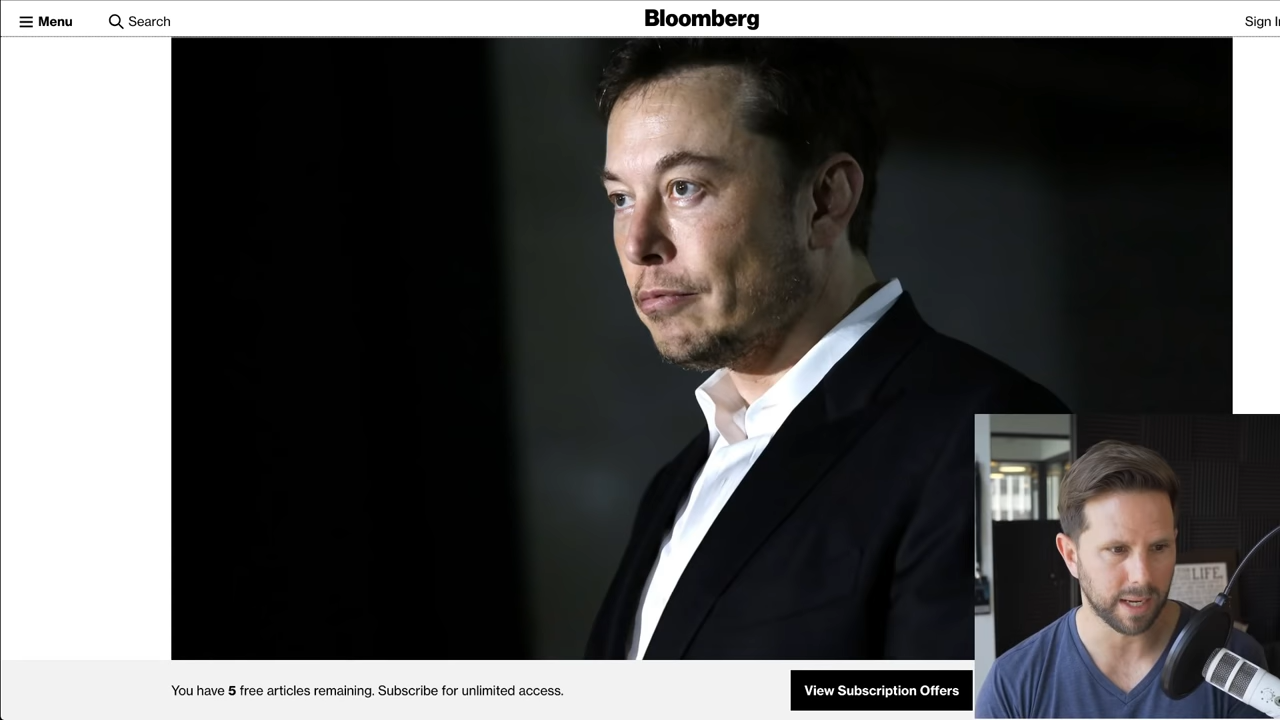 Menu
Search
Bloomberg
LIFE.
You have 5 free articles remaining. Subscribe for unlimited access.
View Subscription Offers